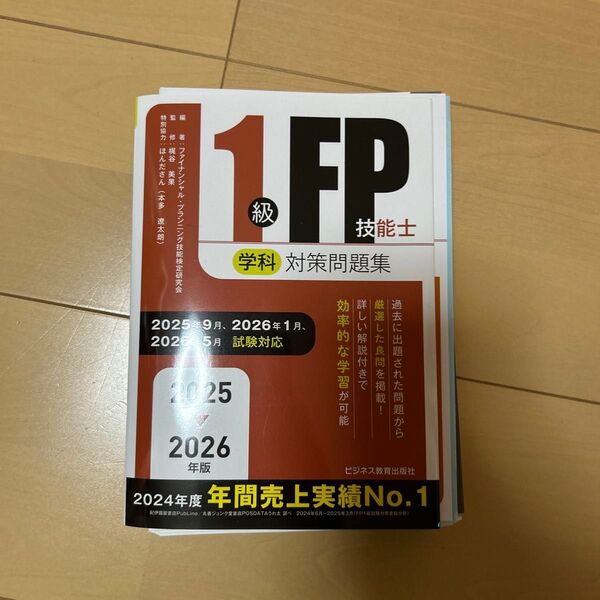 1級
FP
技能士
学科 対策問題集
編 著：ファイナンシャル・プランニング技能検定研究会
監 修：梶谷 美果
特別協力：ほんださん（本多 遼太朗）
2025年9月、2026年1月、
2026年5月 試験対応
過去に出題された問題から
厳選した良問を掲載！
詳しい解説付きで
効率的な学習が可能
2025
2026
年版
ビジネス教育出版社
2024年度 年間売上実績No.1